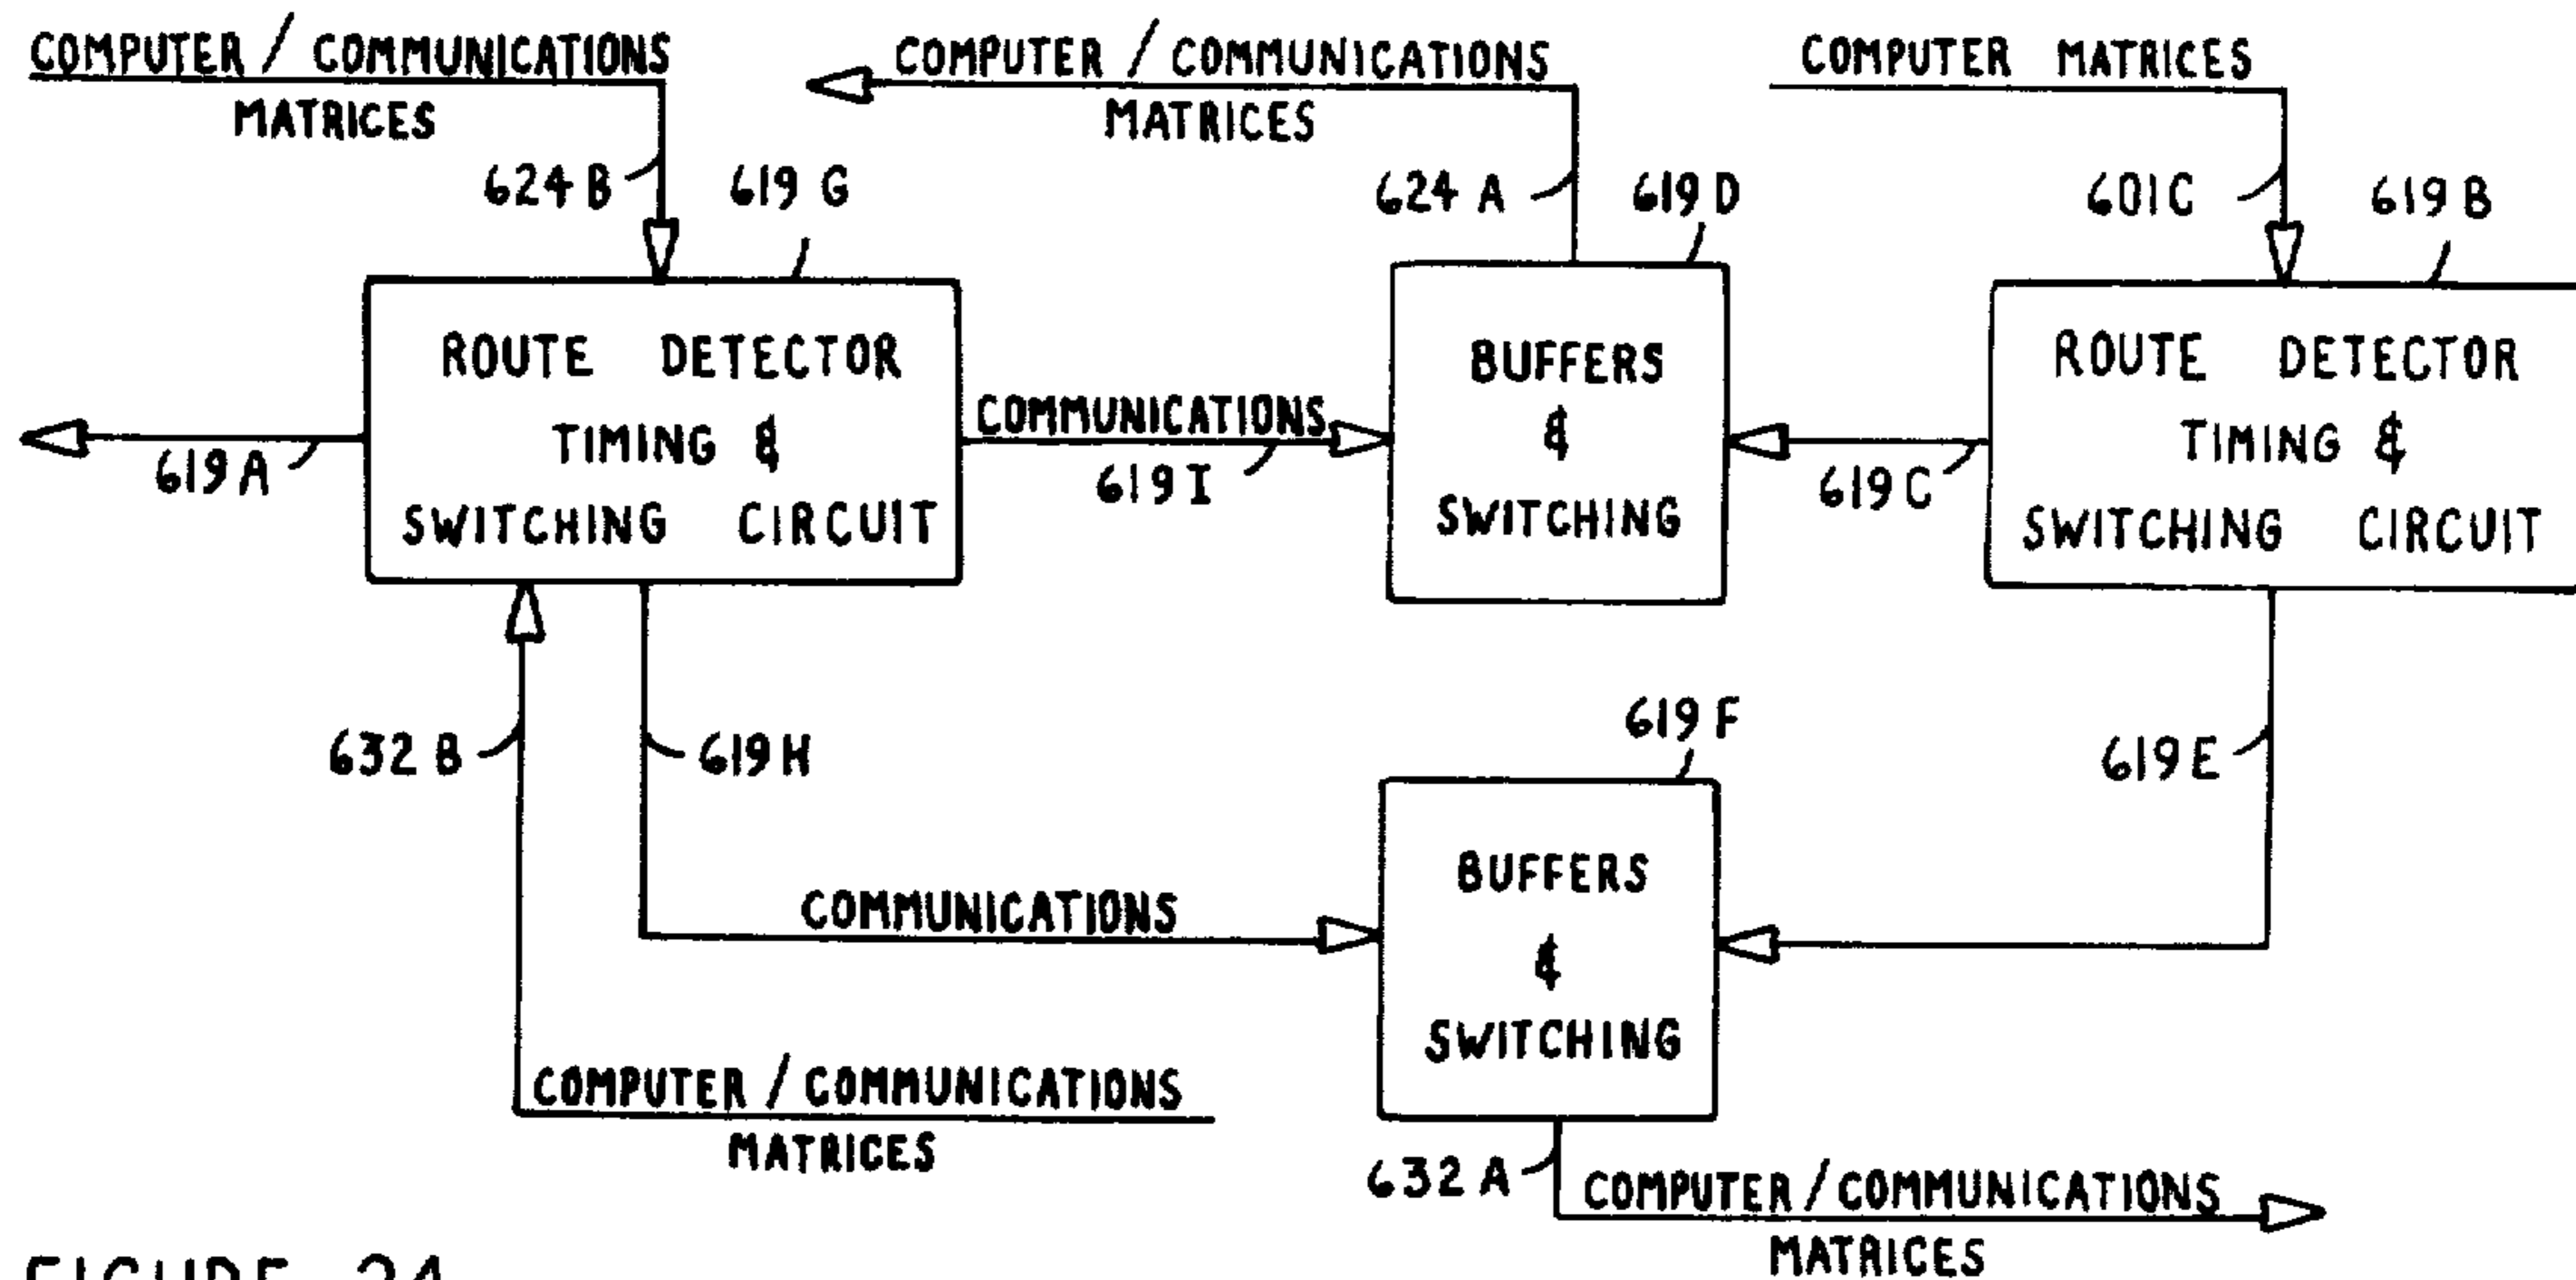 COMPUTER / COMMUNICATIONS
MATRICES
COMPUTER / COMMUNICATIONS
MATRICES
COMPUTER MATRICES
624 B
619 G
624 A
619 D
601C
619 B
ROUTE DETECTOR
TIMING &
SWITCHING CIRCUIT
BUFFERS
&
SWITCHING
ROUTE DETECTOR
TIMING &
SWITCHING CIRCUIT
619 A
COMMUNICATIONS
619 I
619 C
632 B
619 H
619 F
619 E
COMMUNICATIONS
BUFFERS
&
SWITCHING
COMPUTER / COMMUNICATIONS
MATRICES
632 A
COMPUTER / COMMUNICATIONS
MATRICES
FIGURE